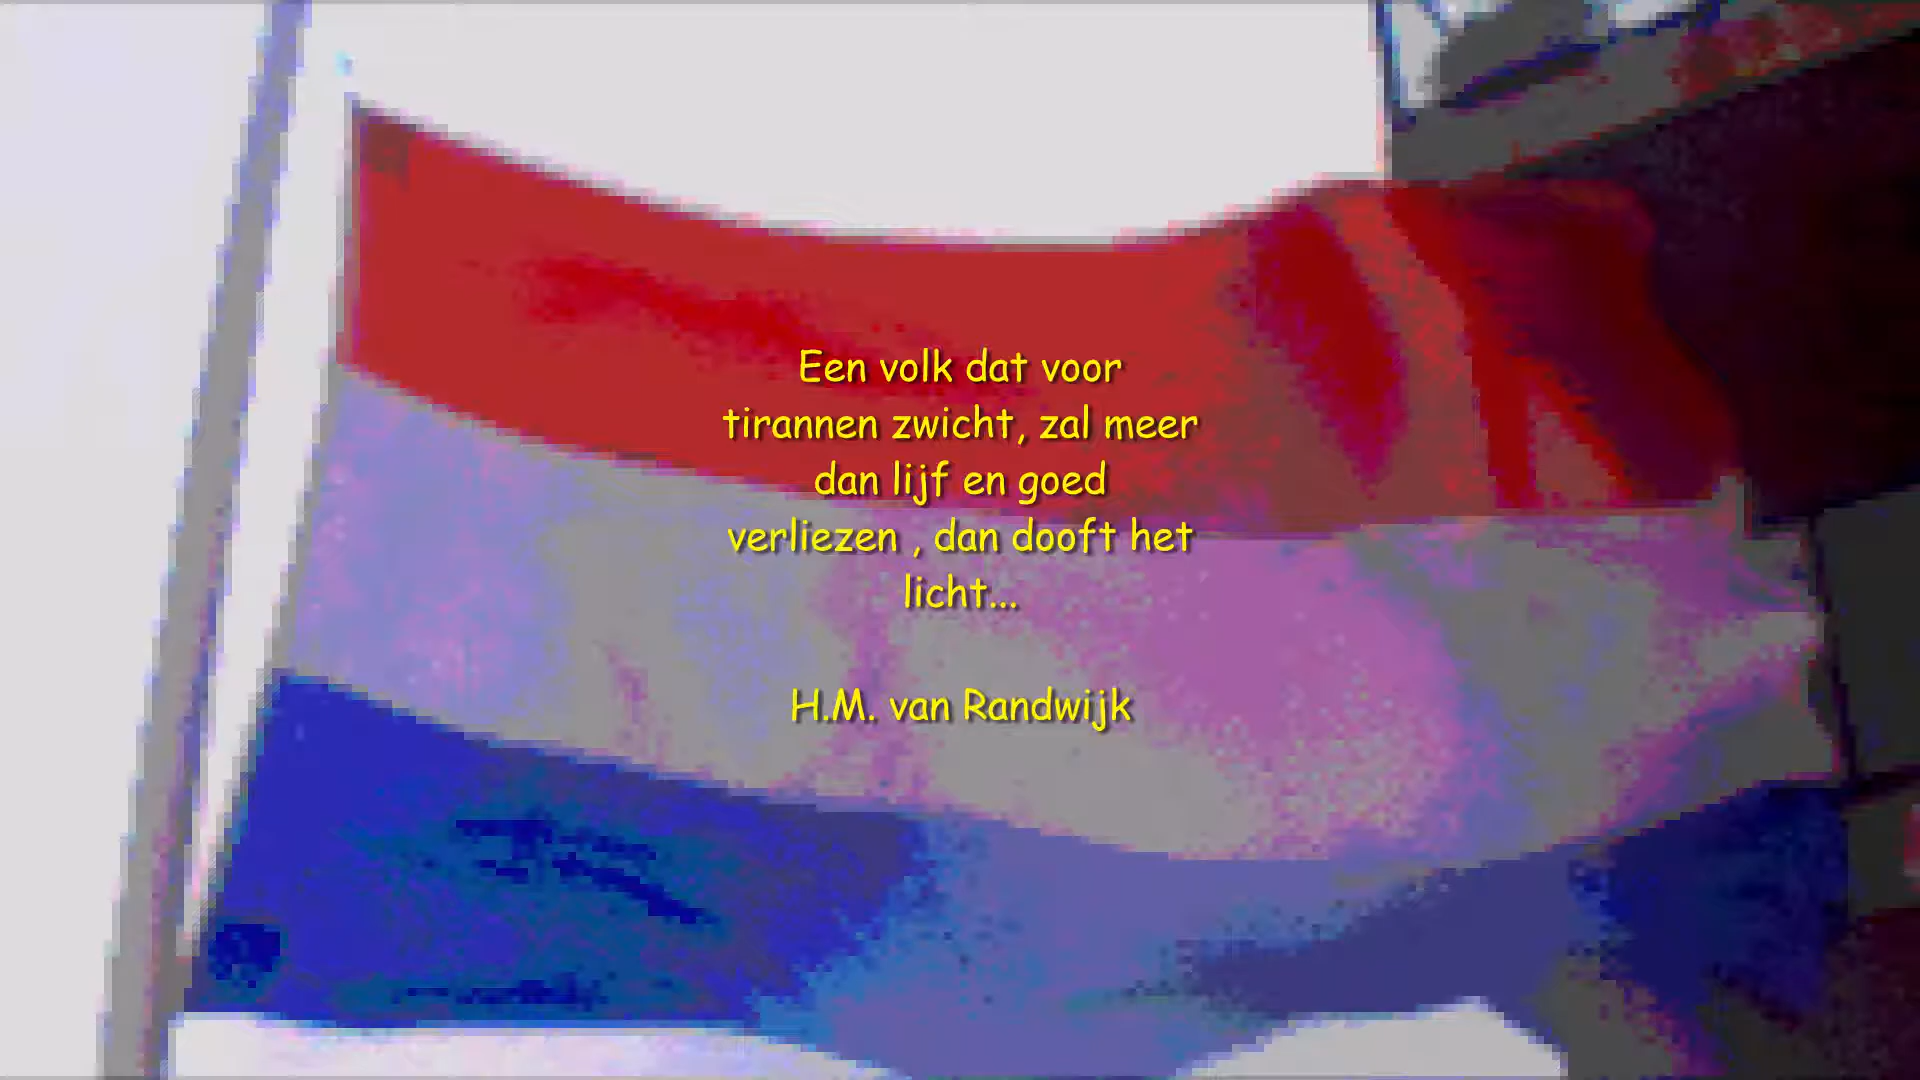 Een volk dat voor
tirannen zwicht, zal meer
dan lijf en goed
verliezen , dan dooft het
licht...
H.M. van Randwijk